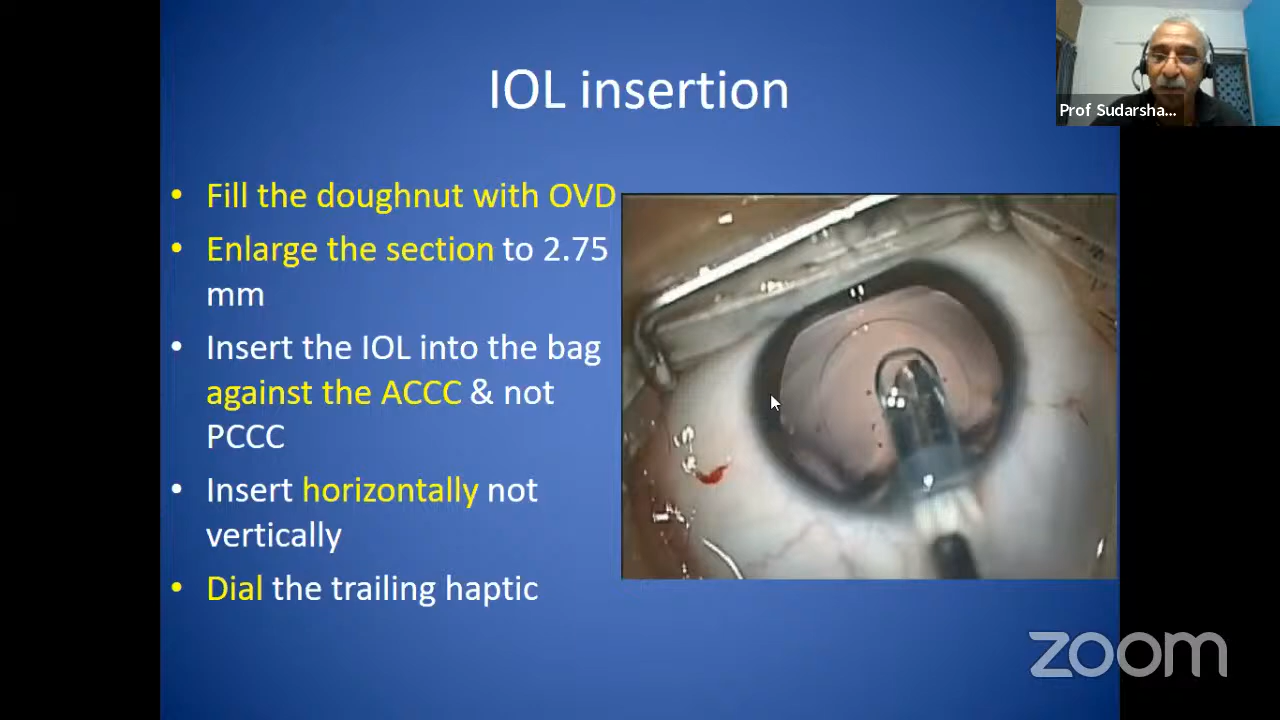 IOL insertion
Prof Sudarsha...
• Fill the doughnut with OVD
• Enlarge the section to 2.75
mm
• Insert the IOL into the bag
against the ACCC & not
PCCC
• Insert horizontally not
vertically
• Dial the trailing haptic
zoom